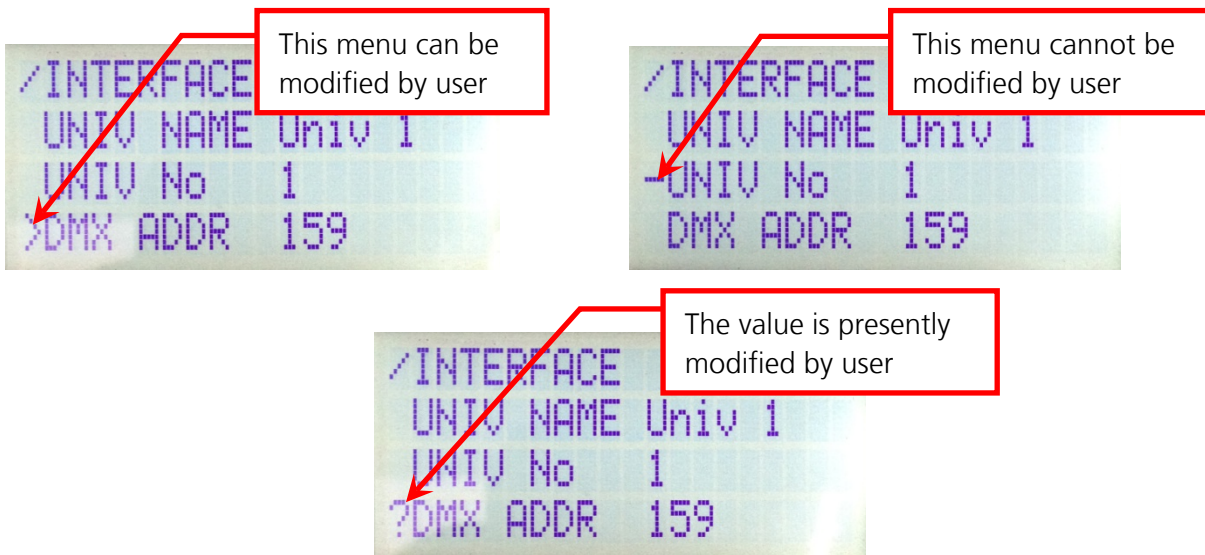 This menu can be
modified by user
/INTERFACE
UNIV NAME Univ 1
UNIV No 1
>DMX ADDR 159
This menu cannot be
modified by user
/INTERFACE
UNIV NAME Univ 1
-UNIV No 1
DMX ADDR 159
The value is presently
modified by user
/INTERFACE
UNIV NAME Univ 1
UNIV No 1
?DMX ADDR 159